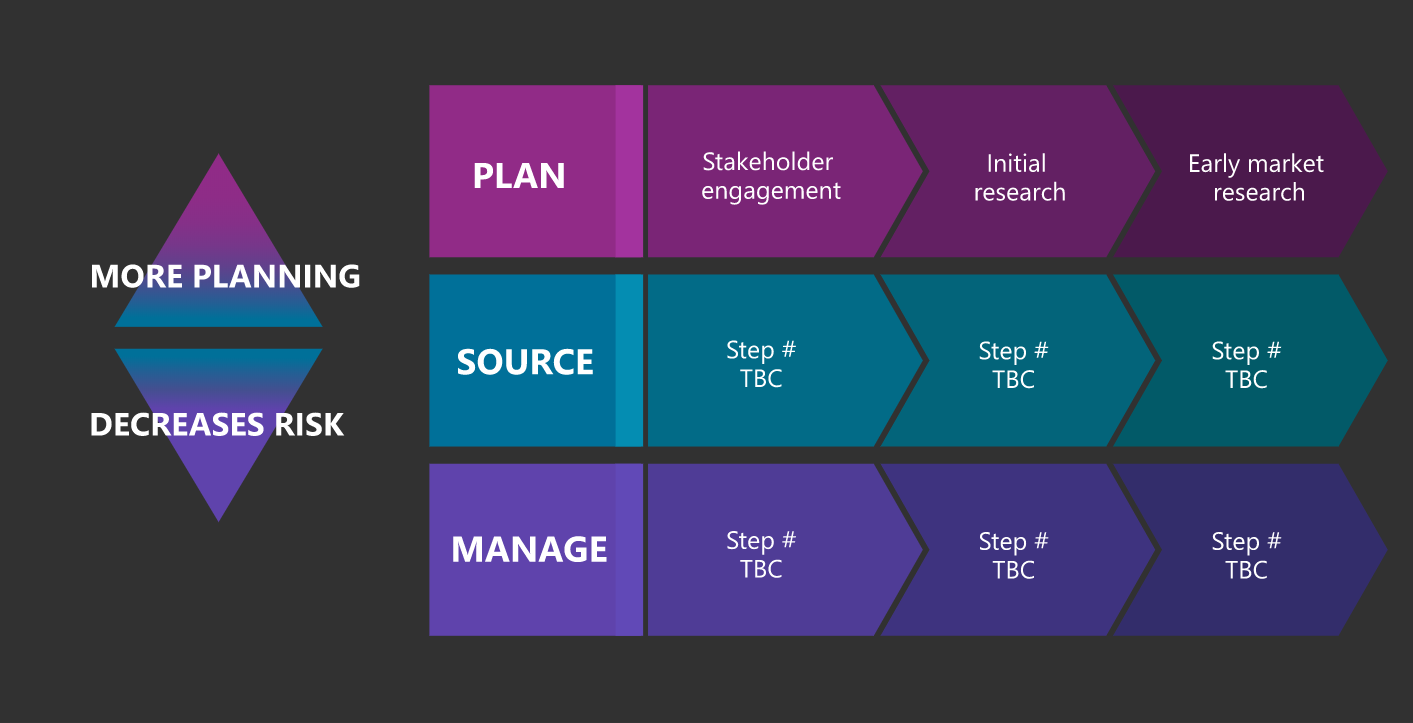 MORE PLANNING
DECREASES RISK
PLAN
Stakeholder
engagement
Initial
research
Early market
research
SOURCE
Step #
TBC
Step #
TBC
Step #
TBC
MANAGE
Step #
TBC
Step #
TBC
Step #
TBC